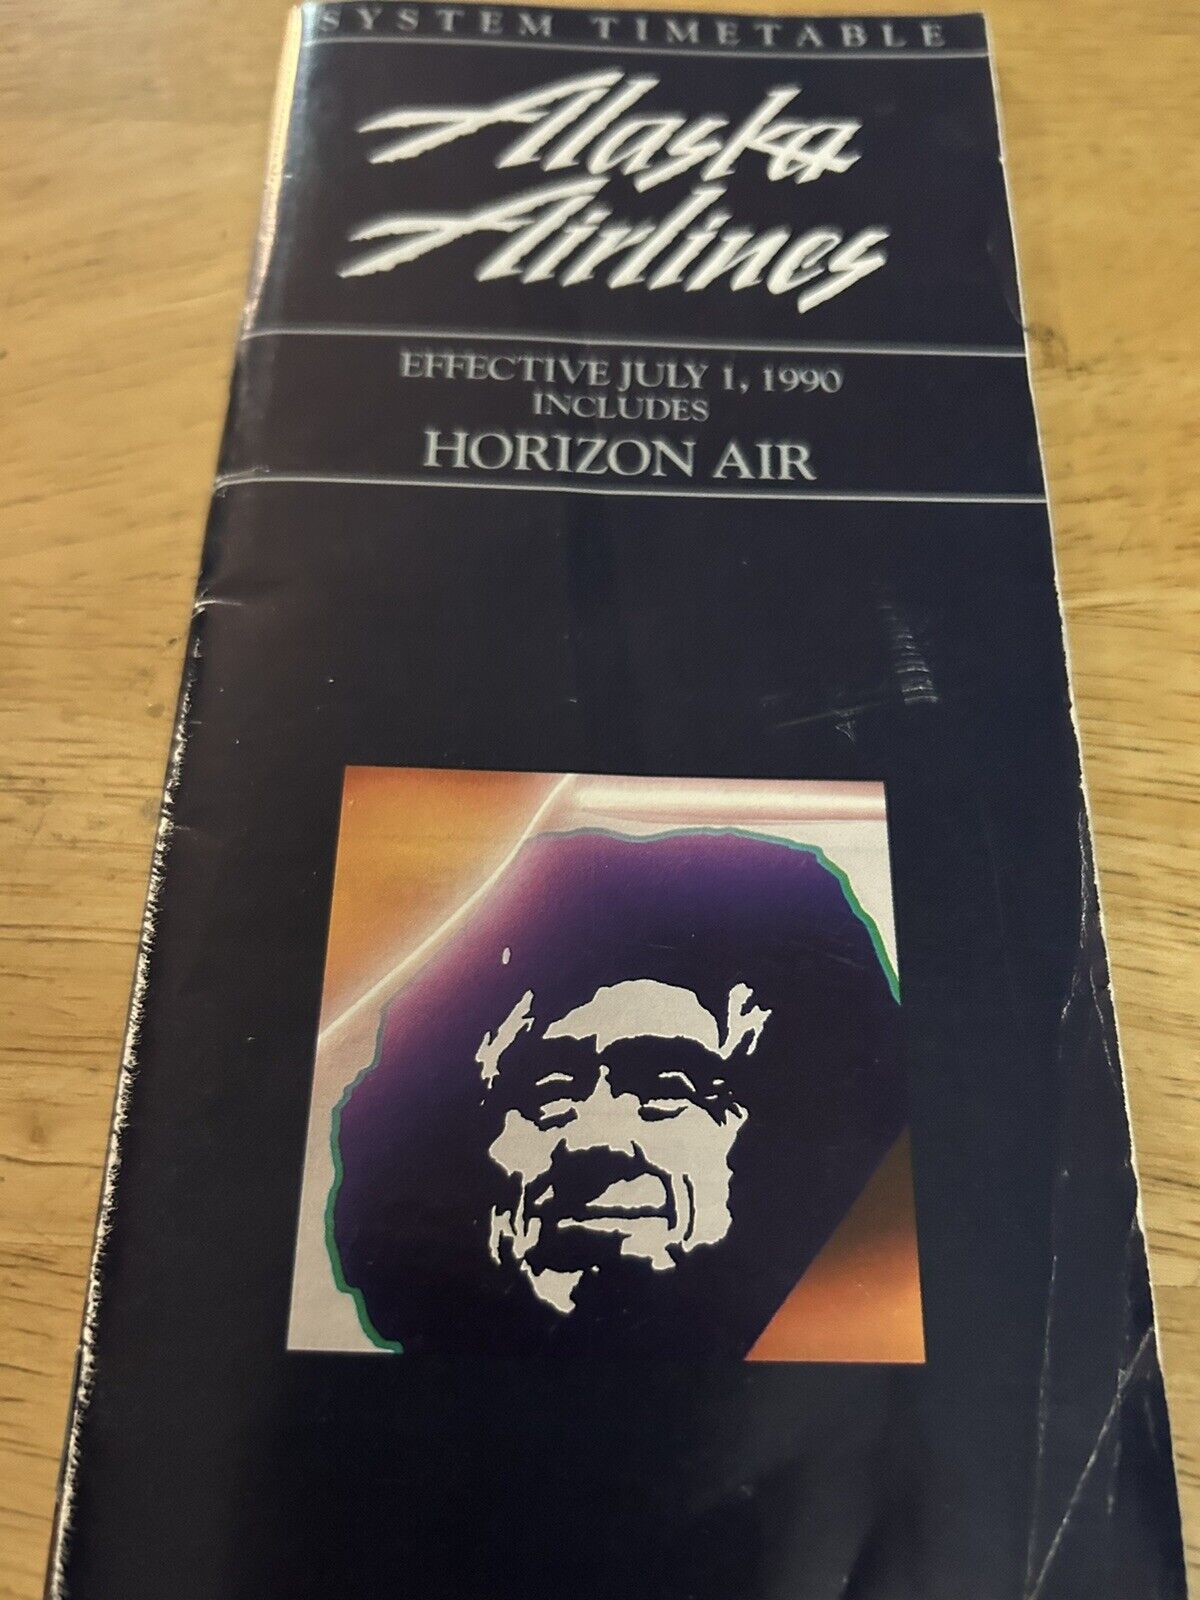 SYSTEM TIMETABLE
Alaska
Airlines
EFFECTIVE JULY 1, 1990
INCLUDES
HORIZON AIR